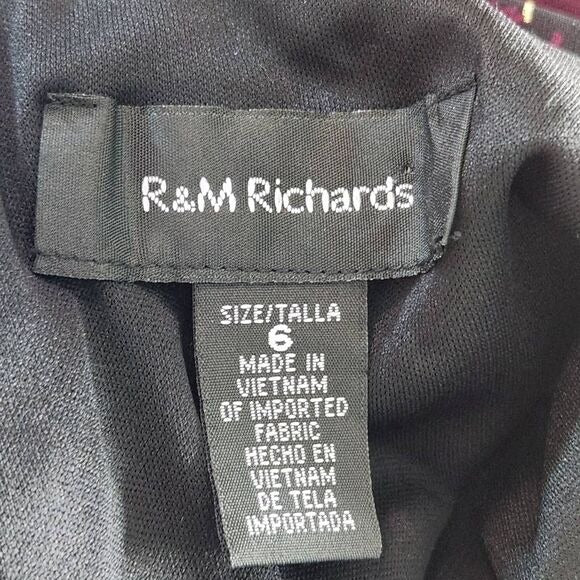 R&M Richards
SIZE/TALLA
6
MADE IN
VIETNAM
OF IMPORTED
FABRIC
HECHO EN
VIETNAM
DE TELA
IMPORTADA